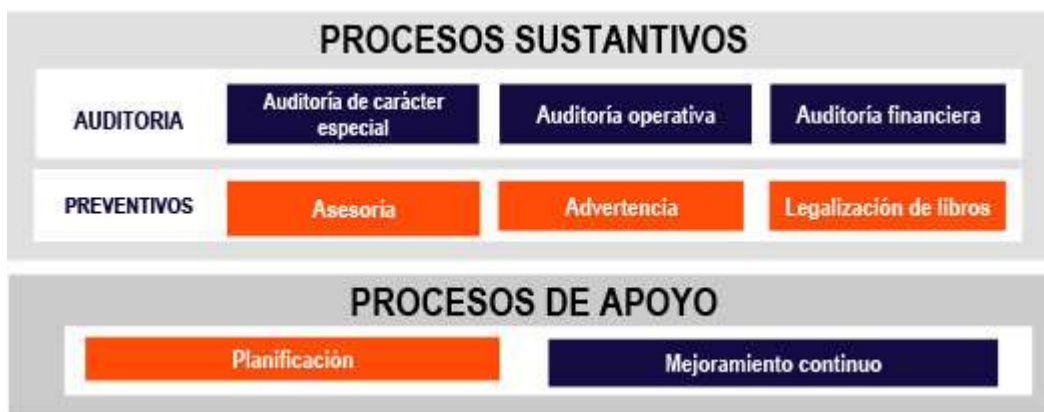 PROCESOS SUSTANTIVOS
AUDITORIA
Auditoría de carácter
especial
Auditoría operativa
Auditoría financiera
PREVENTIVOS
Asesoría
Advertencia
Legalización de libros
PROCESOS DE APOYO
Planificación
Mejoramiento continuo